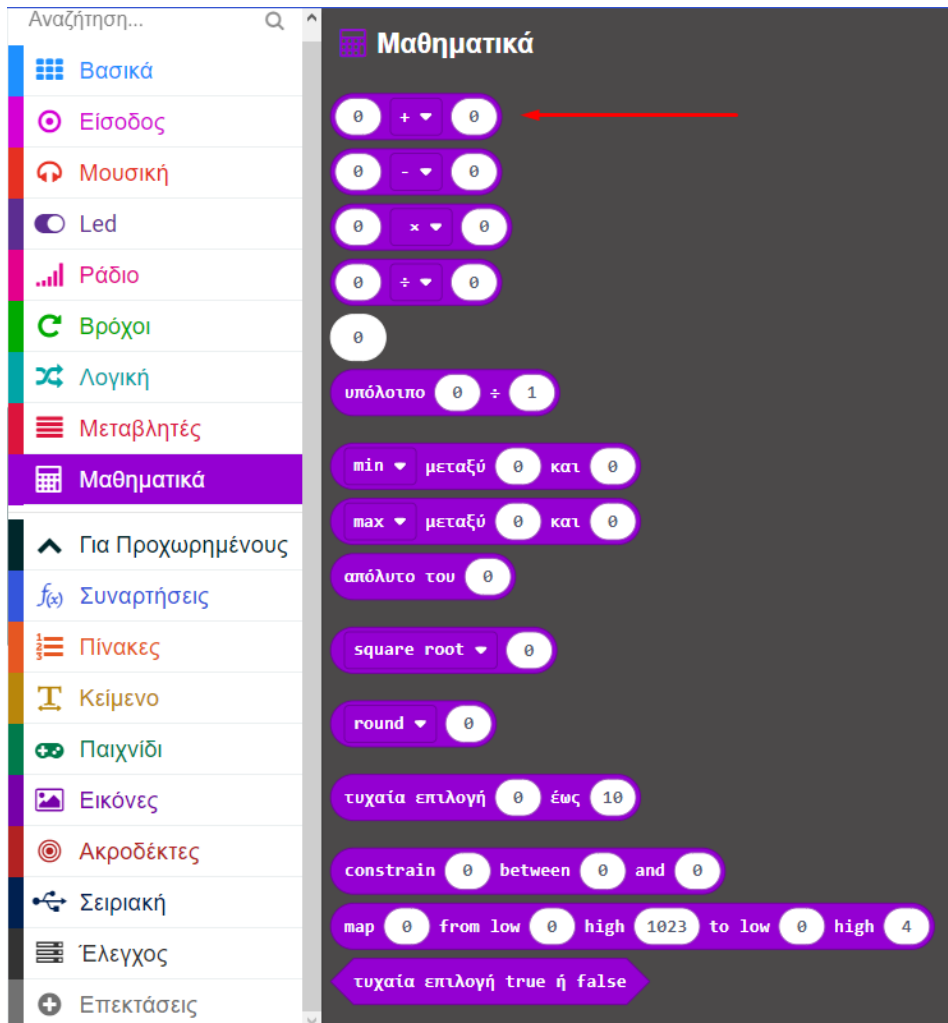 Αναζήτηση...
Βασικά
Είσοδος
Μουσική
Led
Ράδιο
Βρόχοι
Λογική
Μεταβλητές
Μαθηματικά
Για Προχωρημένους
f(x) Συναρτήσεις
1 2 3 Πίνακες
T Κείμενο
Παιχνίδι
Εικόνες
Ακροδέκτες
Σειριακή
Έλεγχος
Επεκτάσεις
Μαθηματικά
0 + 0
0 - 0
0 × 0
0 ÷ 0
0
υπόλοιπο 0 ÷ 1
min μεταξύ 0 και 0
max μεταξύ 0 και 0
απόλυτο του 0
square root 0
round 0
τυχαία επιλογή 0 έως 10
constrain 0 between 0 and 0
map 0 from low 0 high 1023 to low 0 high 4
τυχαία επιλογή true ή false